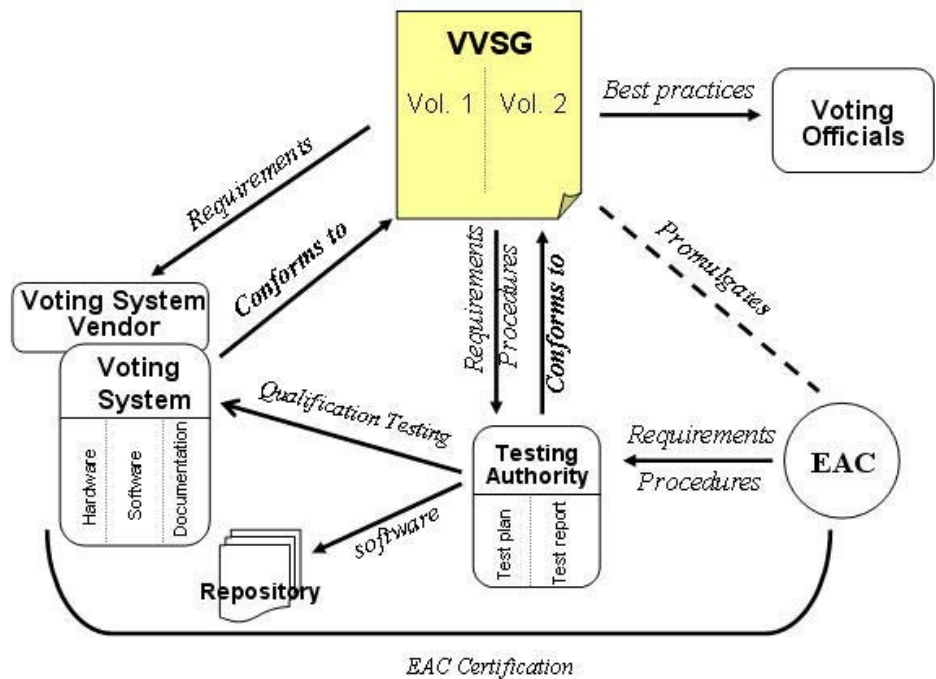 VVSG
Vol. 1
Vol. 2
Best practices
Voting
Officials
Requirements
Conforms to
Requirements
Procedures
Conforms to
Promulgates
Voting System
Vendor
Voting
System
Hardware
Software
Documentation
Qualification Testing
Testing
Authority
Test plan
Test report
Requirements
Procedures
EAC
software
Repository
EAC Certification